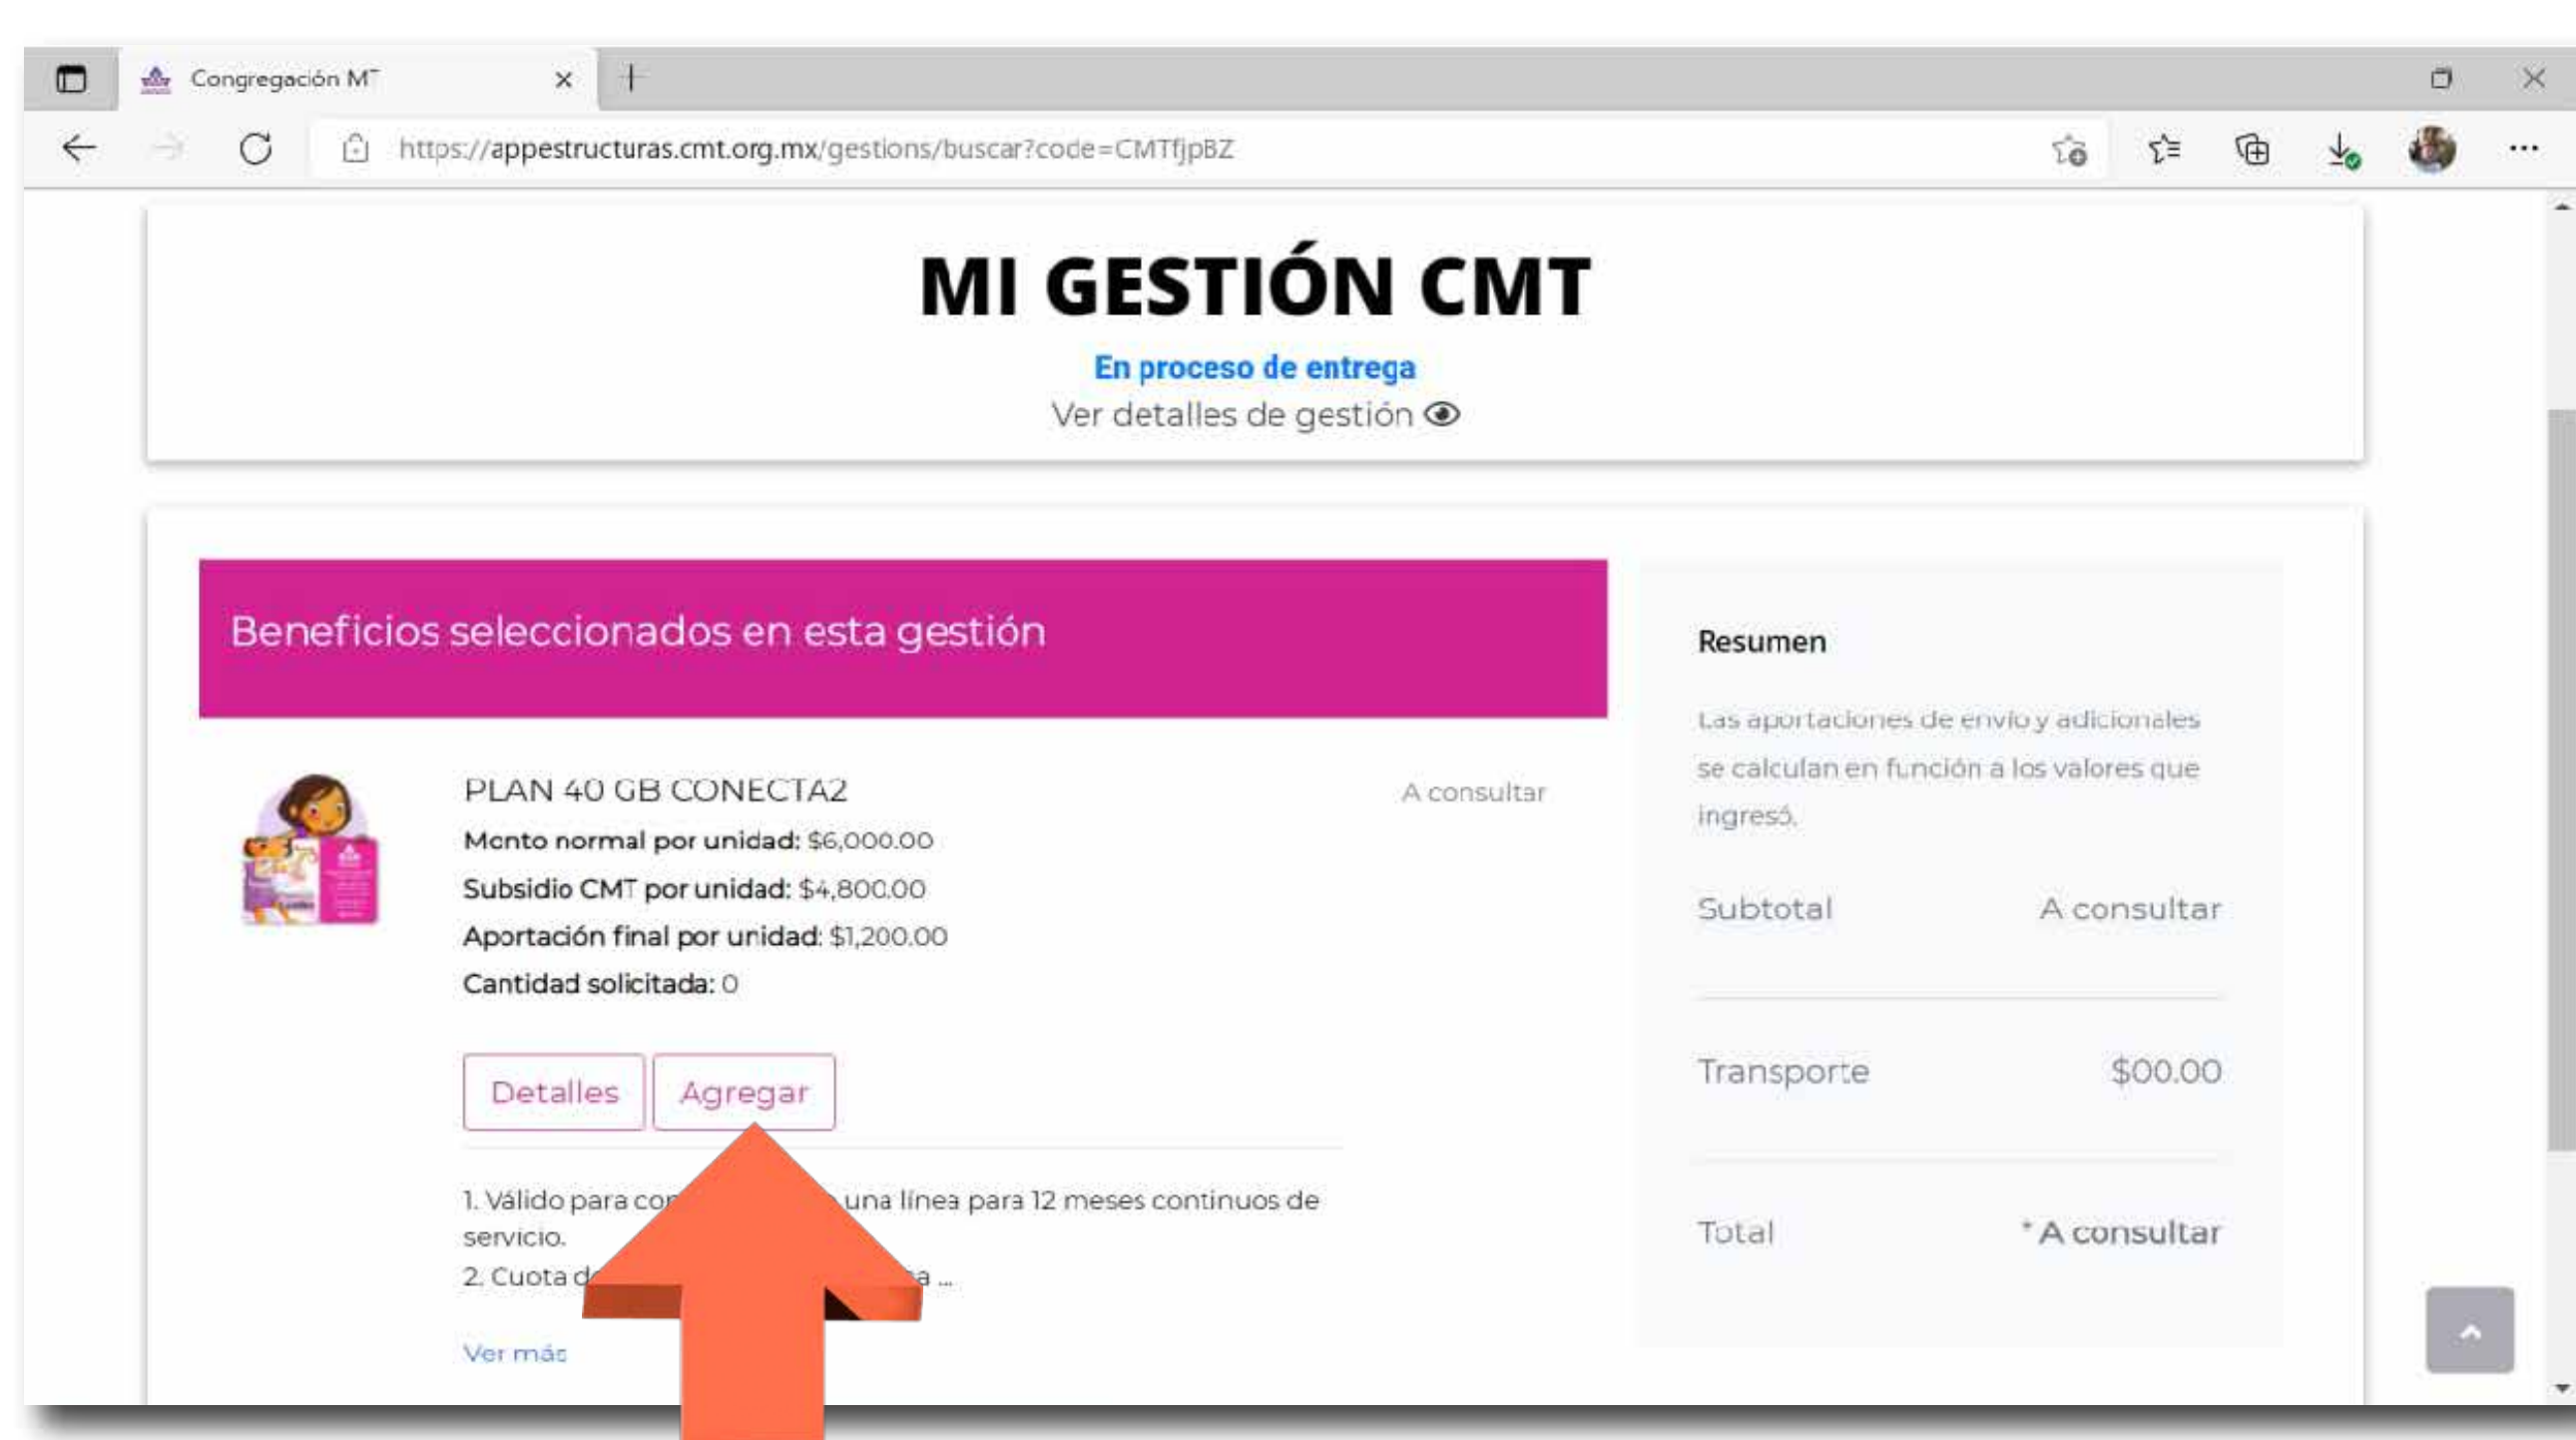 Congregación MT
https://appestructuras.cmt.org.mx/gestions/buscar?code=CMTfjpBZ
MI GESTIÓN CMT
En proceso de entrega
Ver detalles de gestión
Beneficios seleccionados en esta gestión
PLAN 40 GB CONECTA2
A consultar
Monto normal por unidad: $6,000.00
Subsidio CMT por unidad: $4,800.00
Aportación final por unidad: $1,200.00
Cantidad solicitada: 0
Detalles
Agregar
1. Válido para una línea para 12 meses continuos de
servicio.
2. Cuota ...
Ver más
Resumen
Las aportaciones de envío y adicionales
se calculan en función a los valores que
ingresó.
Subtotal A consultar
Transporte $00.00
Total * A consultar